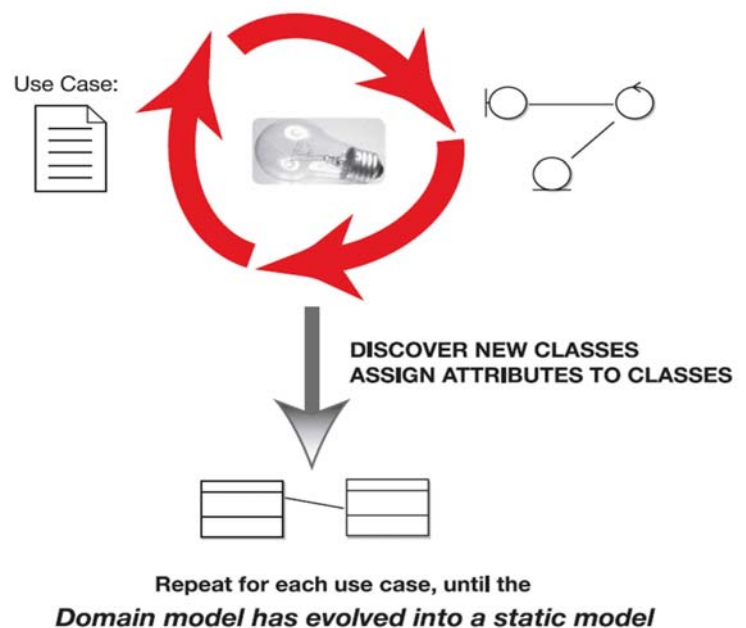 Use Case:
DISCOVER NEW CLASSES
ASSIGN ATTRIBUTES TO CLASSES
Repeat for each use case, until the
Domain model has evolved into a static model